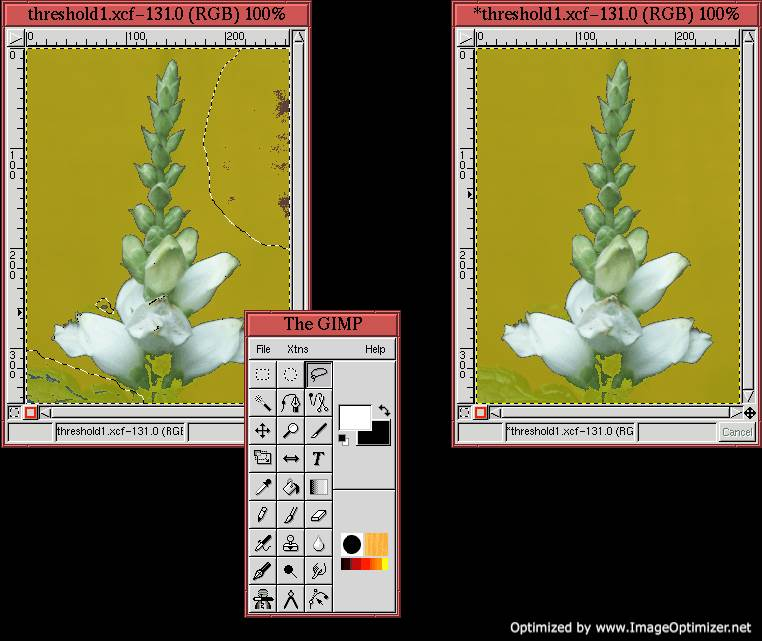 threshold1.xcf-131.0 (RGB) 100%
*threshold1.xcf-131.0 (RGB) 100%
0 100 200
0 100 200
0
100
200
300
0
100
200
300
The GIMP
File Xtns Help
threshold1.xcf-131.0 (RGE
*threshold1.xcf-131.0 (RG
Cancel
Optimized by www.ImageOptimizer.net